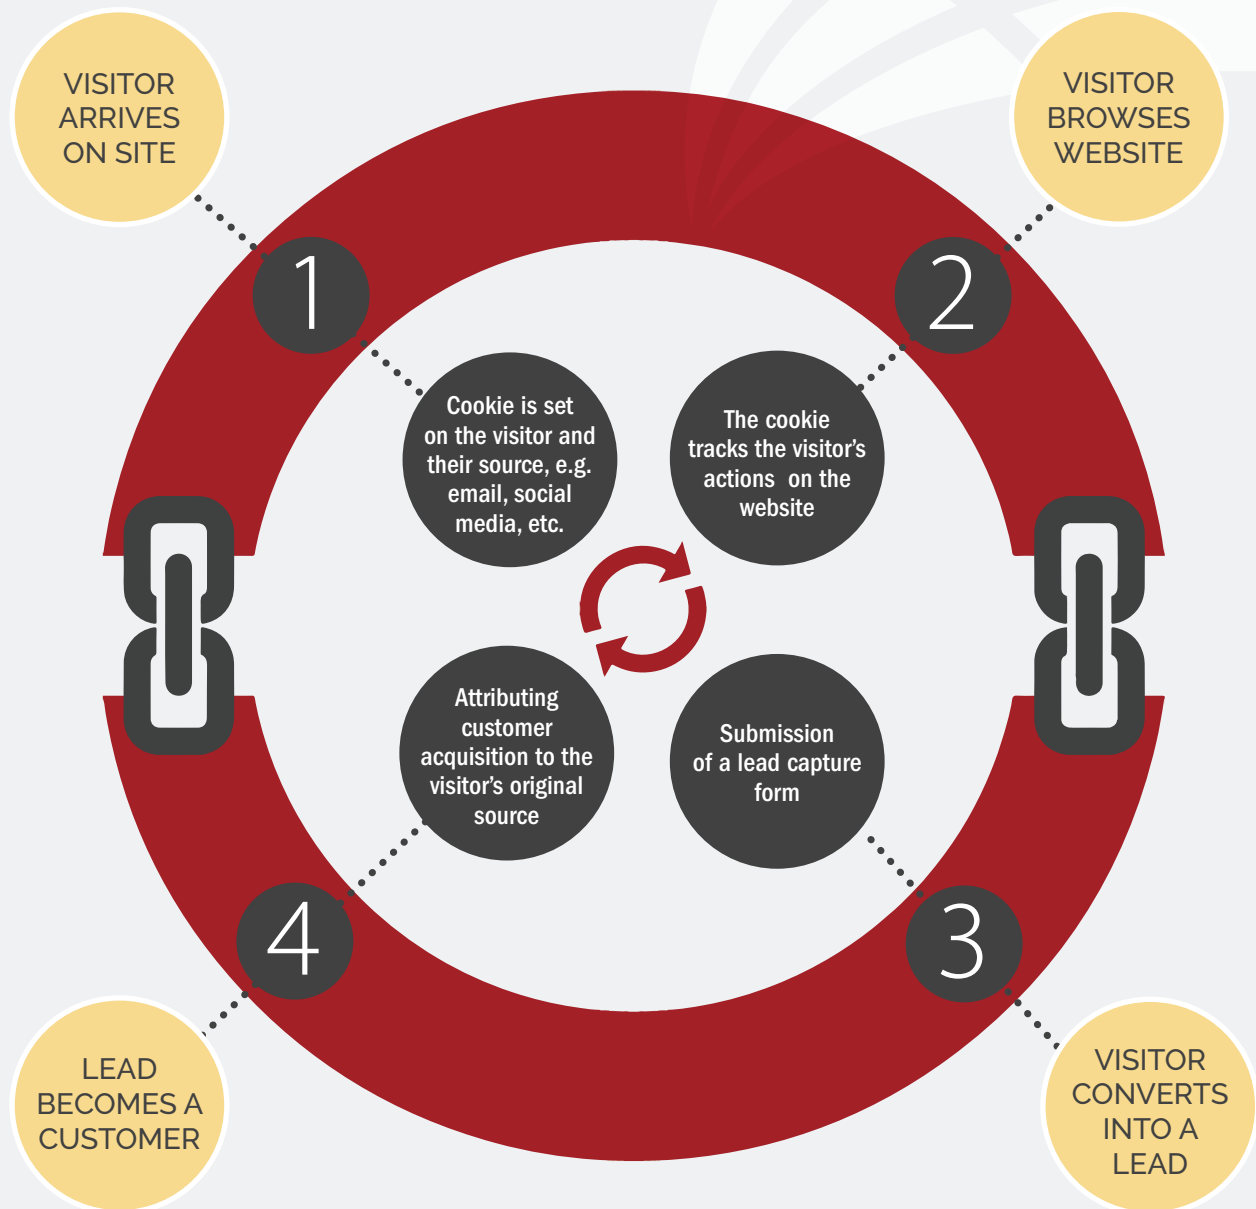 VISITOR
ARRIVES
ON SITE
1
Cookie is set
on the visitor and
their source, e.g.
email, social
media, etc.
VISITOR
BROWSES
WEBSITE
2
The cookie
tracks the visitor’s
actions on the
website
VISITOR
CONVERTS
INTO A
LEAD
3
Submission
of a lead capture
form
LEAD
BECOMES A
CUSTOMER
4
Attributing
customer
acquisition to the
visitor’s original
source